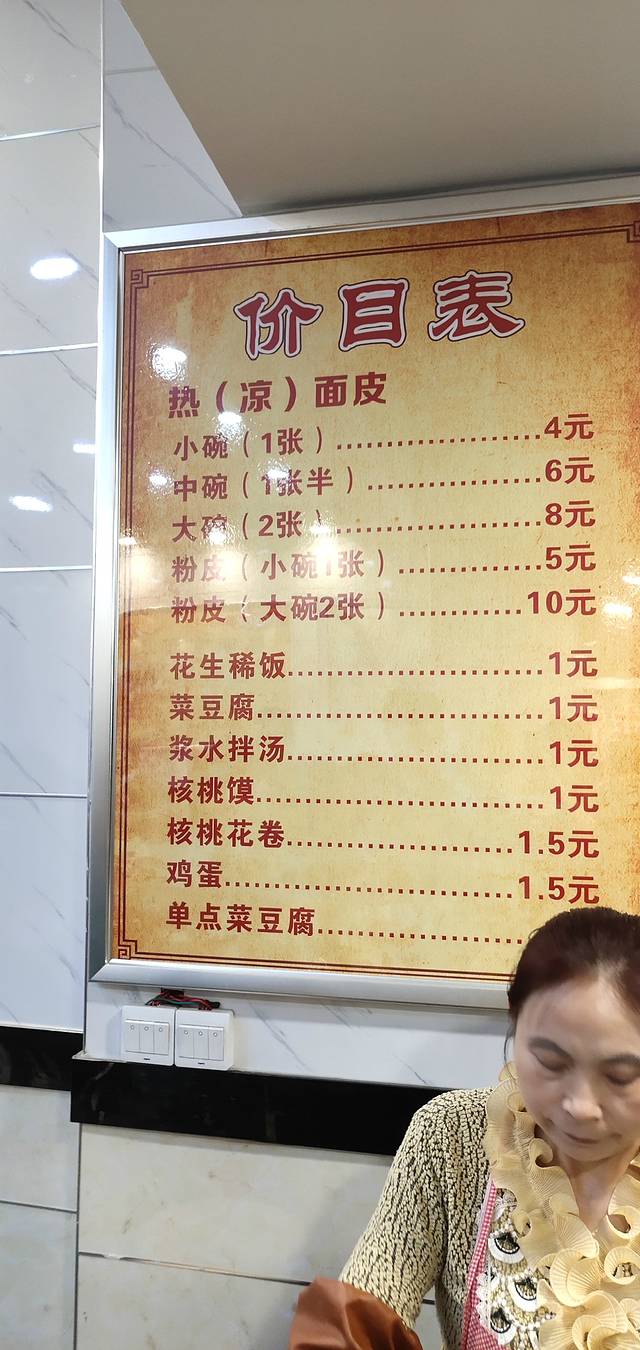 价目表
热（凉）面皮
小碗（1张）....................4元
中碗（1张半）.................6元
大碗（2张）....................8元
粉皮（小碗1张）..............5元
粉皮（大碗2张）............10元
花生稀饭.........................1元
菜豆腐............................1元
浆水拌汤.........................1元
核桃馍............................1元
核桃花卷......................1.5元
鸡蛋............................1.5元
单点菜豆腐.....................